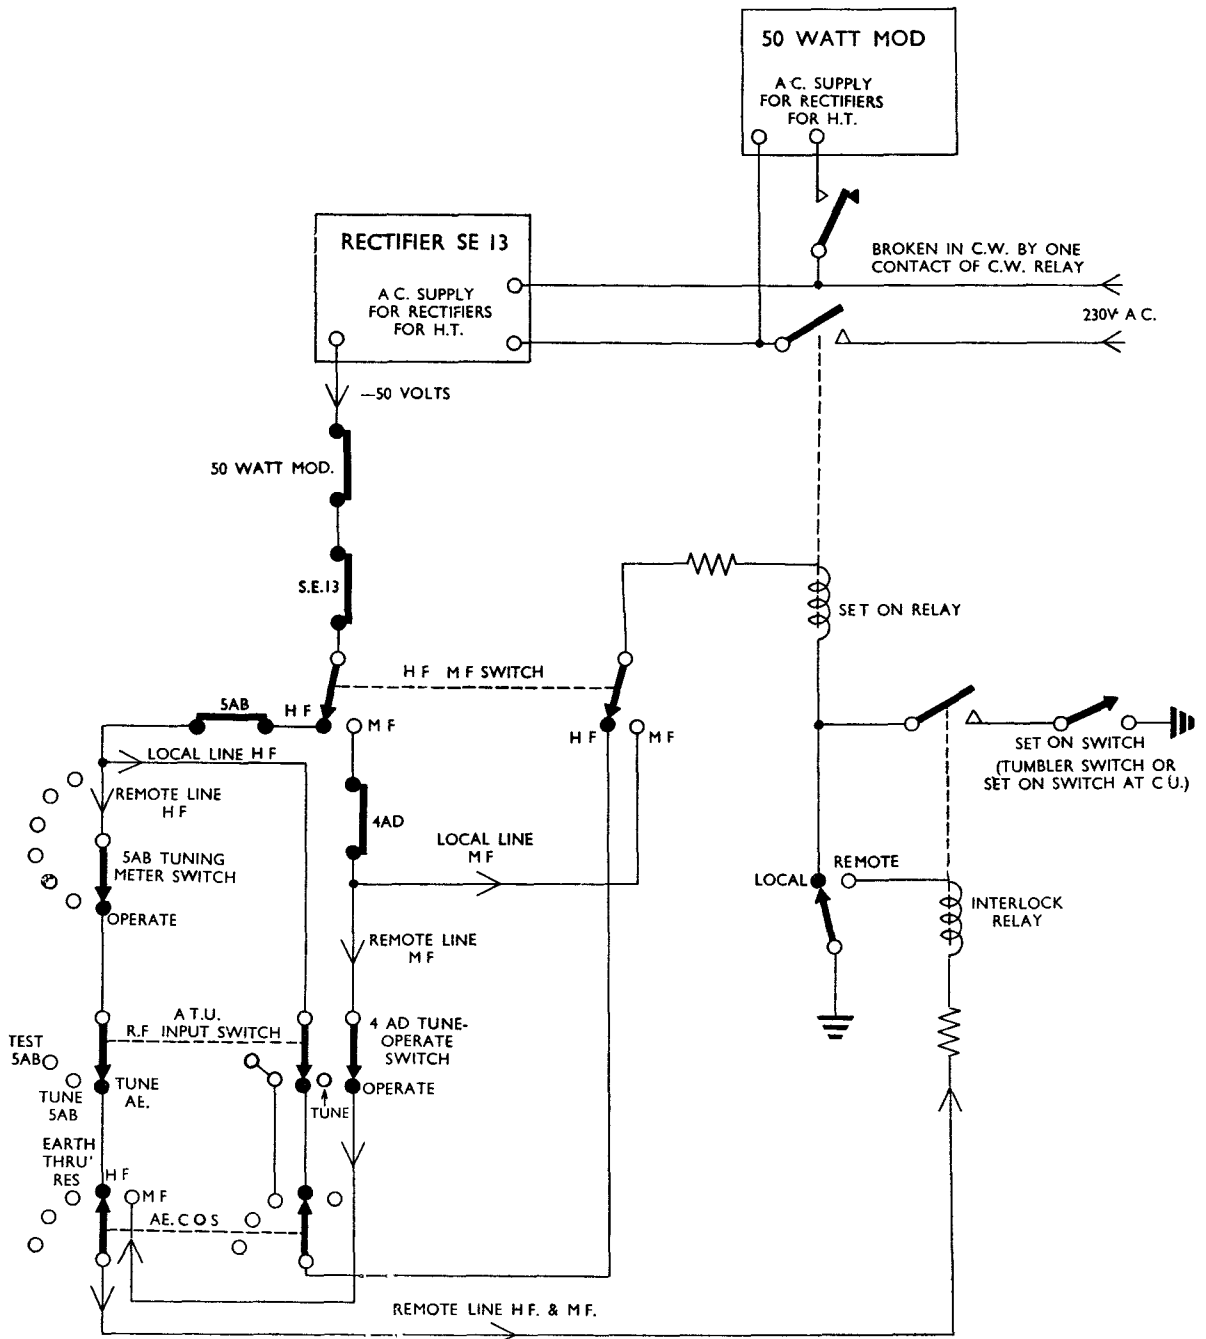 50 WATT MOD
A.C. SUPPLY
FOR RECTIFIERS
FOR H.T.
RECTIFIER SE 13
A C. SUPPLY
FOR RECTIFIERS
FOR H.T.
BROKEN IN C.W. BY ONE
CONTACT OF C.W. RELAY
230V A C.
—50 VOLTS
50 WATT MOD.
S.E.13
SET ON RELAY
H F M F SWITCH
5AB
H F
M F
H F
M F
LOCAL LINE H F
SET ON SWITCH
(TUMBLER SWITCH OR
SET ON SWITCH AT C U.)
REMOTE LINE
H F
4AD
LOCAL LINE
M F
5AB TUNING
METER SWITCH
LOCAL
REMOTE
OPERATE
INTERLOCK
RELAY
REMOTE LINE
M F
A T.U.
R.F INPUT SWITCH
4 AD TUNE-
OPERATE
SWITCH
TEST
5AB
TUNE
5AB
TUNE
AE.
TUNE
OPERATE
EARTH
THRU'
RES
H F
M F
AE. C O S
REMOTE LINE H F. & M F.